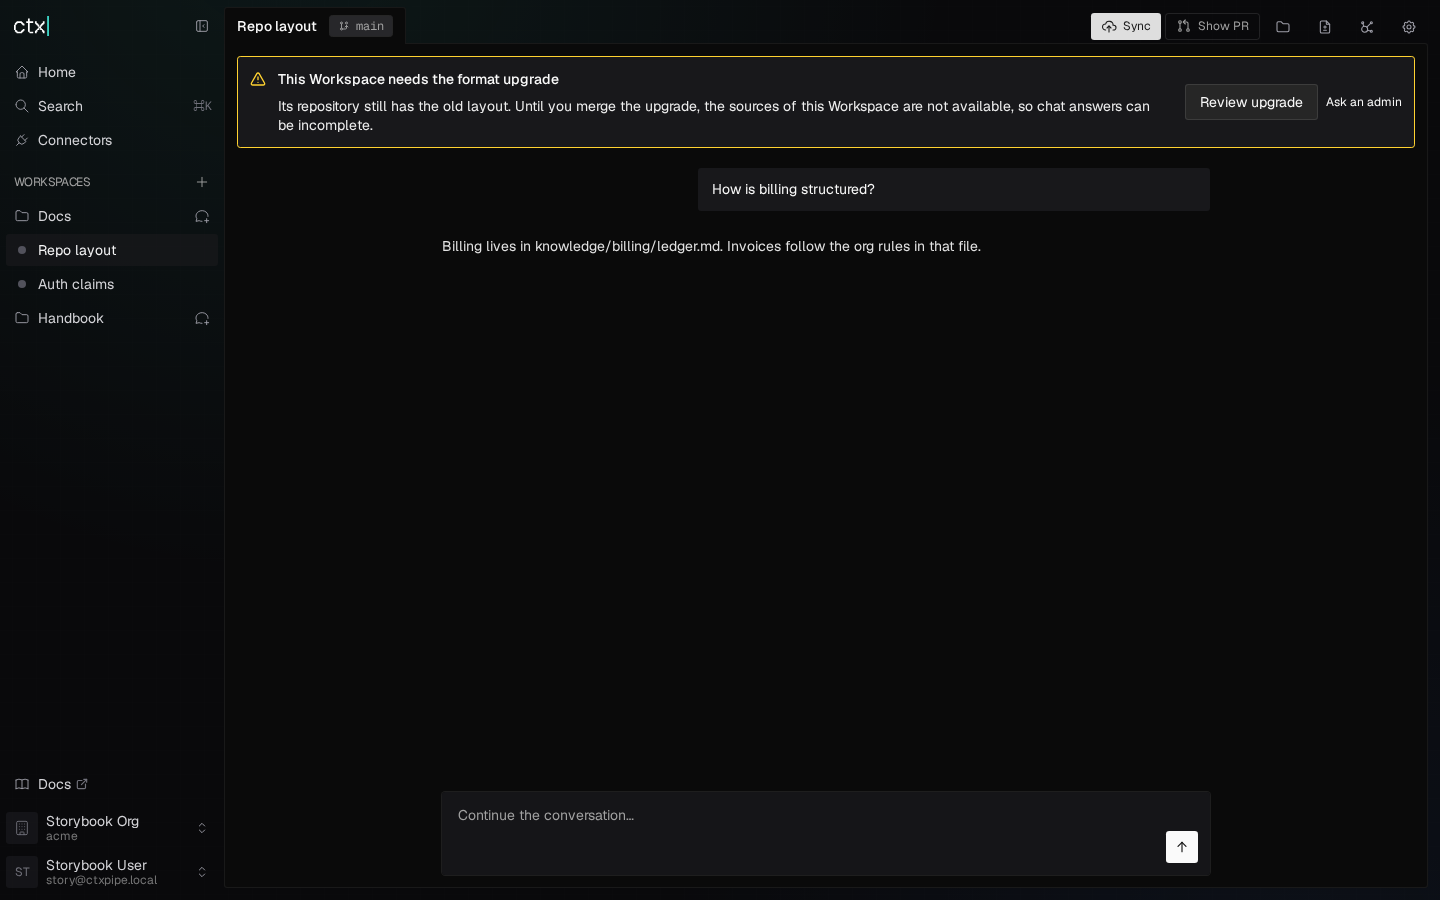 ctx
Repo layout
main
Sync
Show PR
Home
Search
⌘K
Connectors
WORKSPACES
Docs
Repo layout
Auth claims
Handbook
This Workspace needs the format upgrade
Its repository still has the old layout. Until you merge the upgrade, the sources of this Workspace are not available, so chat answers can
be incomplete.
Review upgrade
Ask an admin
How is billing structured?
Billing lives in knowledge/billing/ledger.md. Invoices follow the org rules in that file.
Continue the conversation...
Docs
Storybook Org
acme
ST
Storybook User
story@ctxpipe.local